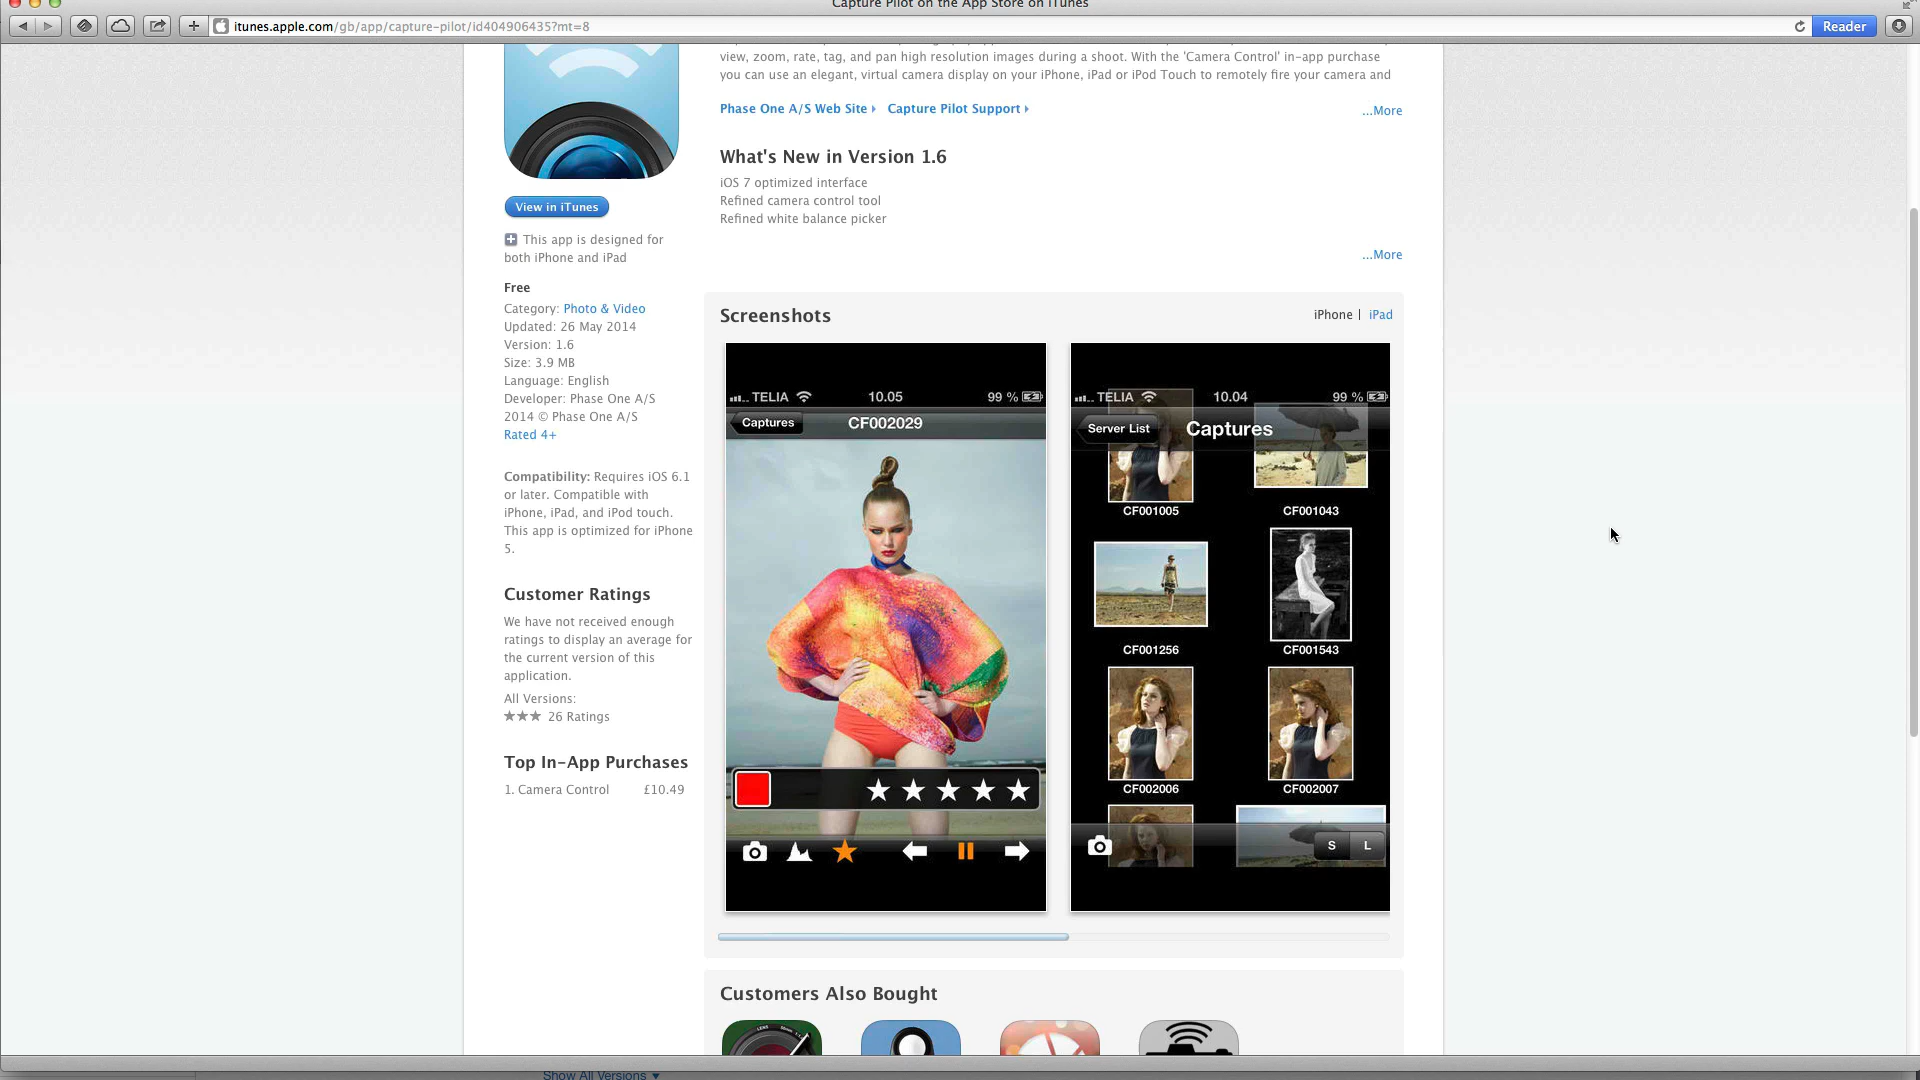 Capture Pilot on the App Store on iTunes
itunes.apple.com/gb/app/capture-pilot/id404906435?mt=8
Reader
view, zoom, rate, tag, and pan high resolution images during a shoot. With the 'Camera Control' in-app purchase
you can use an elegant, virtual camera display on your iPhone, iPad or iPod Touch to remotely fire your camera and
Phase One A/S Web Site
Capture Pilot Support
...More
What's New in Version 1.6
iOS 7 optimized interface
Refined camera control tool
Refined white balance picker
...More
View in iTunes
This app is designed for
both iPhone and iPad
Free
Category: Photo & Video
Updated: 26 May 2014
Version: 1.6
Size: 3.9 MB
Language: English
Developer: Phase One A/S
2014 © Phase One A/S
Rated 4+
Compatibility: Requires iOS 6.1
or later. Compatible with
iPhone, iPad, and iPod touch.
This app is optimized for iPhone
5.
Customer Ratings
We have not received enough
ratings to display an average for
the current version of this
application.
All Versions:
★★★ 26 Ratings
Top In-App Purchases
1. Camera Control £10.49
Screenshots
iPhone | iPad
TELIA 10.05 99 %
Captures CF002029
TELIA 10.04 99 %
Server List Captures
CF001005 CF001043
CF001256 CF001543
CF002006 CF002007
S L
Customers Also Bought
Show All Versions ▼